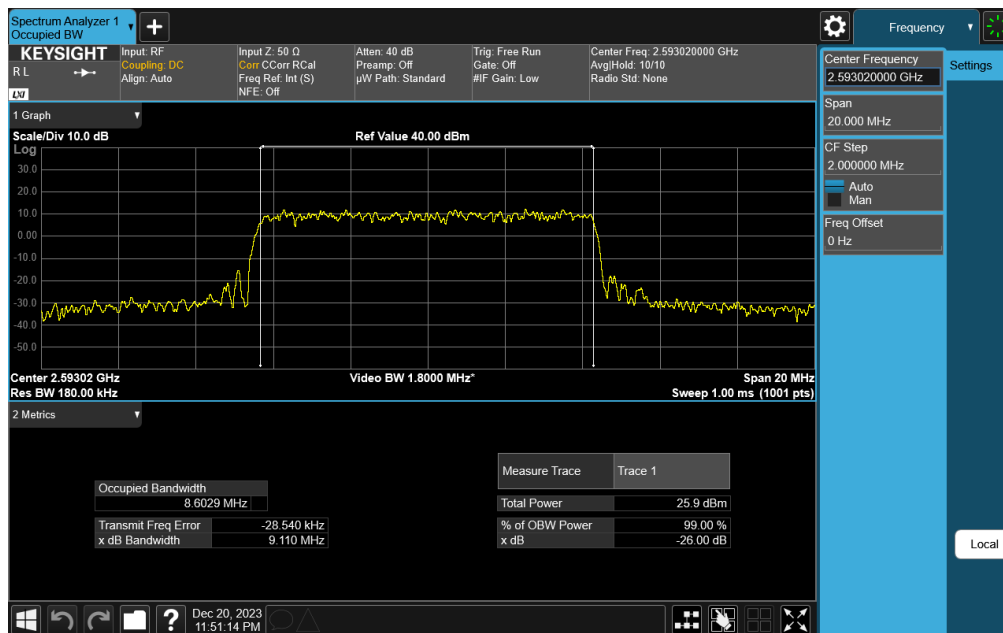 Spectrum Analyzer 1
Occupied BW
Frequency
KEYSIGHT
R L
LXI
Input: RF
Coupling: DC
Align: Auto
Input Z: 50 Ω
Corr CCorr RCal
Freq Ref: Int (S)
NFE: Off
Atten: 40 dB
Preamp: Off
µW Path: Standard
Trig: Free Run
Gate: Off
#IF Gain: Low
Center Freq: 2.593020000 GHz
Avg|Hold: 10/10
Radio Std: None
Center Frequency
2.593020000 GHz
Settings
Span
20.000 MHz
CF Step
2.000000 MHz
Auto
Man
Freq Offset
0 Hz
1 Graph
Scale/Div 10.0 dB
Ref Value 40.00 dBm
Log
30.0
20.0
10.0
0.00
-10.0
-20.0
-30.0
-40.0
-50.0
Center 2.59302 GHz
Video BW 1.8000 MHz*
Span 20 MHz
Res BW 180.00 kHz
Sweep 1.00 ms (1001 pts)
2 Metrics
Measure Trace Trace 1
Occupied Bandwidth
8.6029 MHz
Total Power 25.9 dBm
Transmit Freq Error -28.540 kHz
% of OBW Power 99.00 %
x dB Bandwidth 9.110 MHz
x dB -26.00 dB
Local
?
Dec 20, 2023
11:51:14 PM